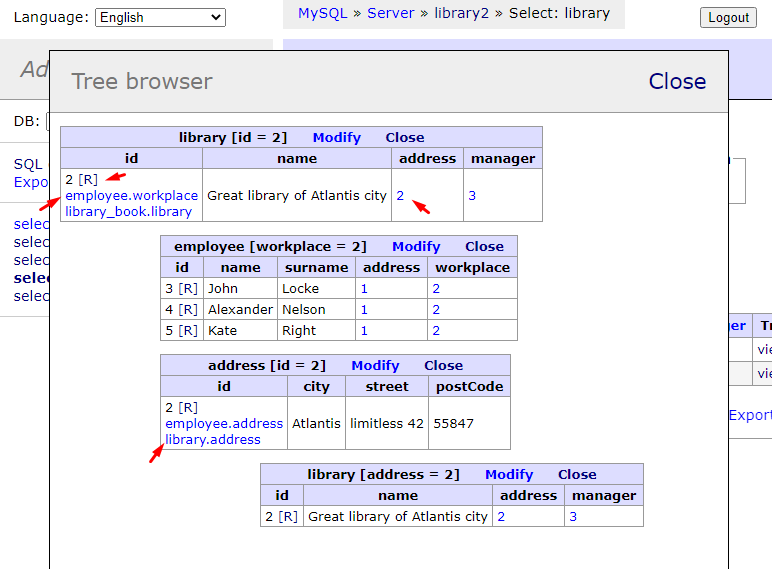 Language: English
MySQL » Server » library2 » Select: library
Logout
Ad
Tree browser
Close
DB:
SQL
Expo
selec
selec
selec
selec
selec
library [id = 2] Modify Close
id name address manager
2 [R]
employee.workplace
library_book.library
Great library of Atlantis city 2 3
employee [workplace = 2] Modify Close
id name surname address workplace
3 [R] John Locke 1 2
4 [R] Alexander Nelson 1 2
5 [R] Kate Right 1 2
address [id = 2] Modify Close
id city street postCode
2 [R]
employee.address
library.address
Atlantis limitless 42 55847
library [address = 2] Modify Close
id name address manager
2 [R] Great library of Atlantis city 2 3
er
vie
vie
Export